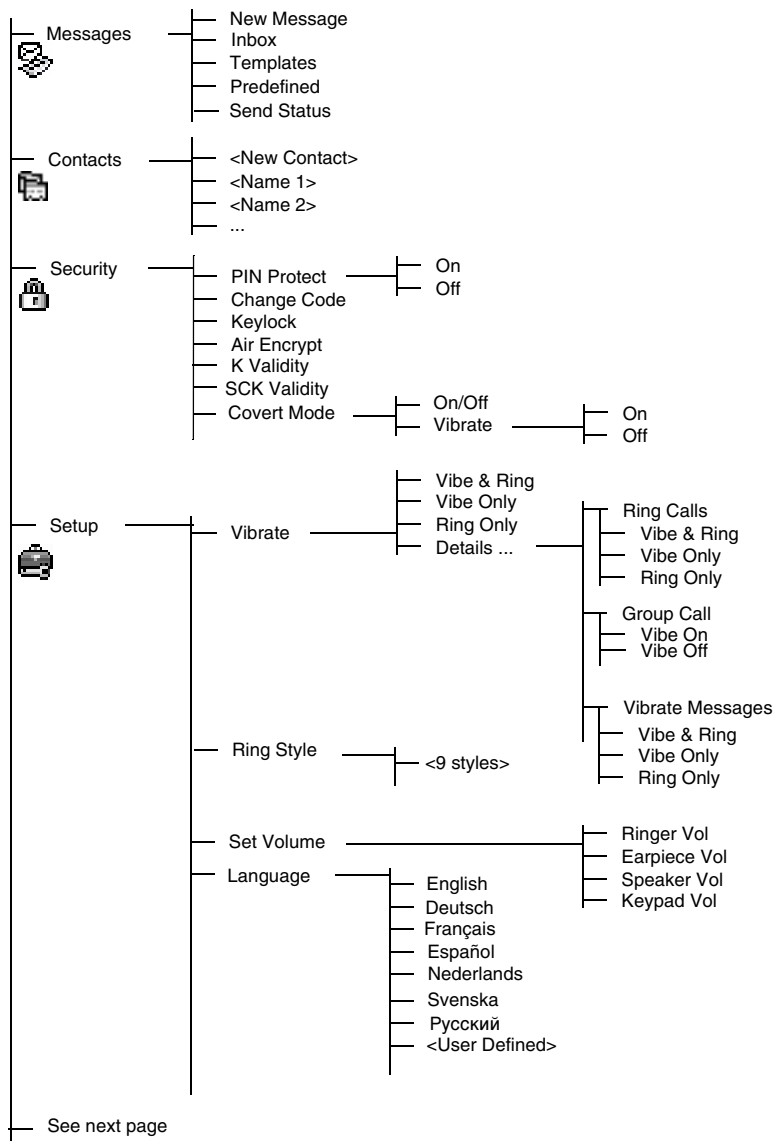 Messages
New Message
Inbox
Templates
Predefined
Send Status
Contacts
<New Contact>
<Name 1>
<Name 2>
...
Security
PIN Protect
On
Off
Change Code
Keylock
Air Encrypt
K Validity
SCK Validity
Covert Mode
On/Off
Vibrate
On
Off
Setup
Vibrate
Vibe & Ring
Vibe Only
Ring Only
Details ...
Ring Calls
Vibe & Ring
Vibe Only
Ring Only
Group Call
Vibe On
Vibe Off
Vibrate Messages
Vibe & Ring
Vibe Only
Ring Only
Ring Style
<9 styles>
Set Volume
Ringer Vol
Earpiece Vol
Speaker Vol
Keypad Vol
Language
English
Deutsch
Français
Español
Nederlands
Svenska
Русский
<User Defined>
See next page